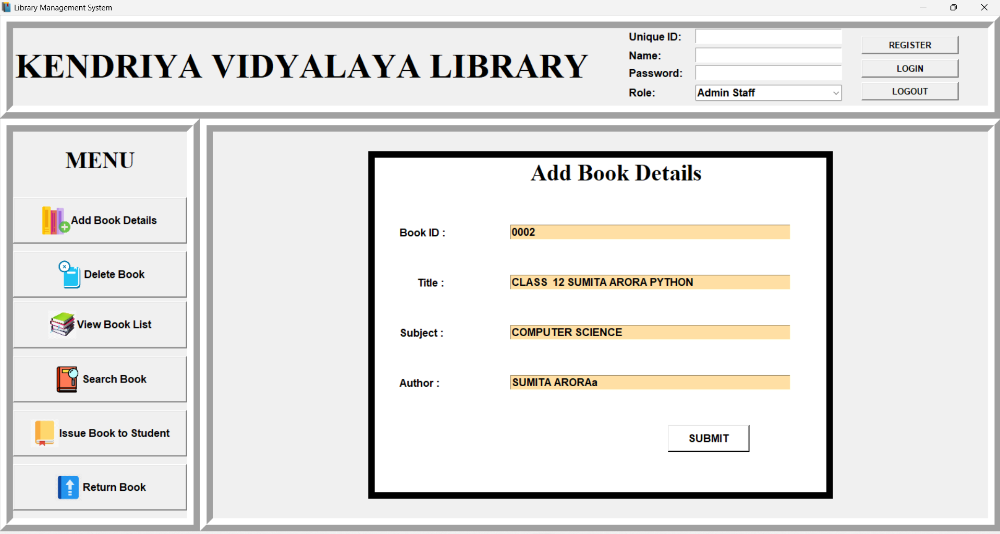 Library Management System
KENDRIYA VIDYALAYA LIBRARY
Unique ID:
Name:
Password:
Role: Admin Staff
REGISTER
LOGIN
LOGOUT
MENU
Add Book Details
Delete Book
View Book List
Search Book
Issue Book to Student
Return Book
Add Book Details
Book ID : 0002
Title : CLASS  12 SUMITA ARORA PYTHON
Subject : COMPUTER SCIENCE
Author : SUMITA ARORAa
SUBMIT